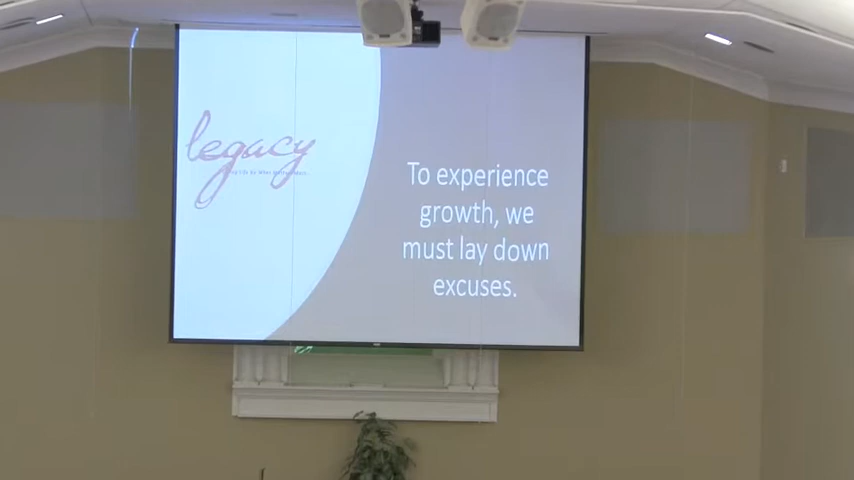 legacy
To experience
growth, we
must lay down
excuses.